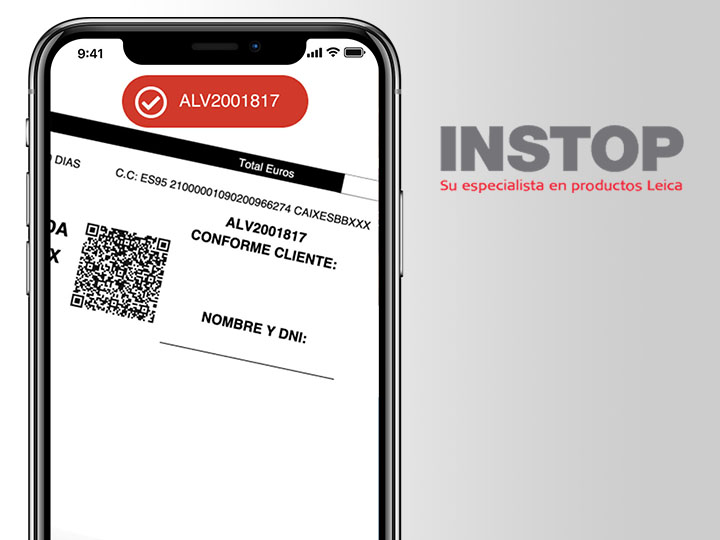 9:41
ALV2001817
Total Euros
DIAS
C.C: ES95 21000001090200966274 CAIXESBBXXX
ALV2001817
CONFORME CLIENTE:
DA
X
NOMBRE Y DNI:
INSTOP
Su especialista en productos Leica